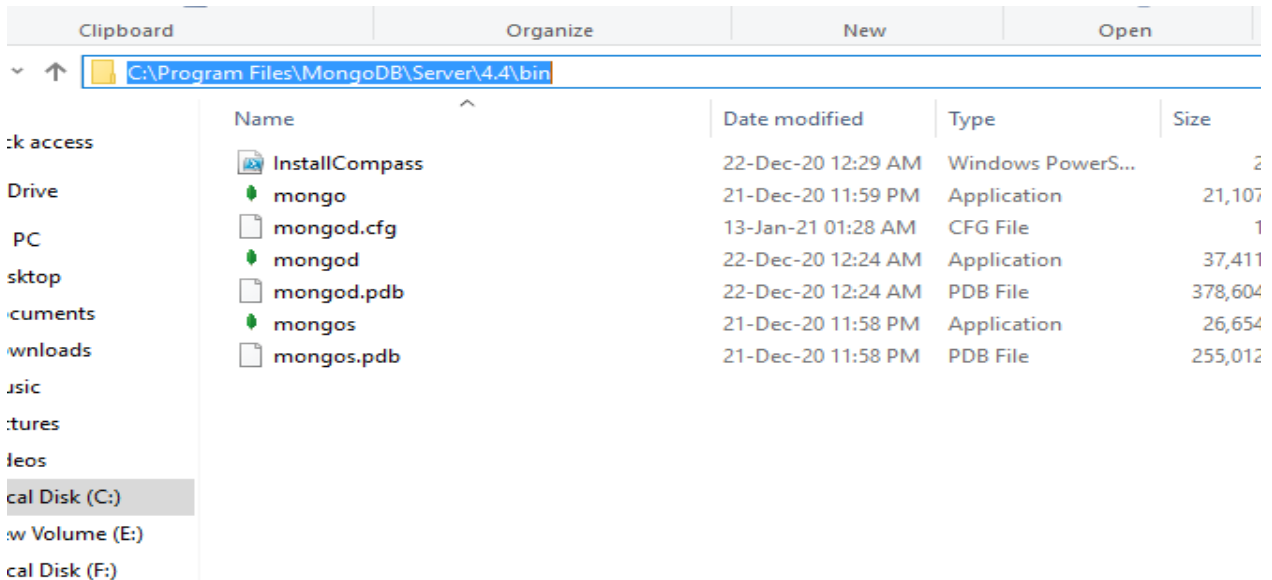 Clipboard Organize New Open
C:\Program Files\MongoDB\Server\4.4\bin
Name Date modified Type Size
ck access
Drive
PC
sktop
cuments
wnloads
usic
ctures
deos
cal Disk (C:)
ew Volume (E:)
cal Disk (F:)
InstallCompass 22-Dec-20 12:29 AM Windows PowerS... 2
mongo 21-Dec-20 11:59 PM Application 21,107
mongod.cfg 13-Jan-21 01:28 AM CFG File 1
mongod 22-Dec-20 12:24 AM Application 37,411
mongod.pdb 22-Dec-20 12:24 AM PDB File 378,604
mongos 21-Dec-20 11:58 PM Application 26,654
mongos.pdb 21-Dec-20 11:58 PM PDB File 255,012